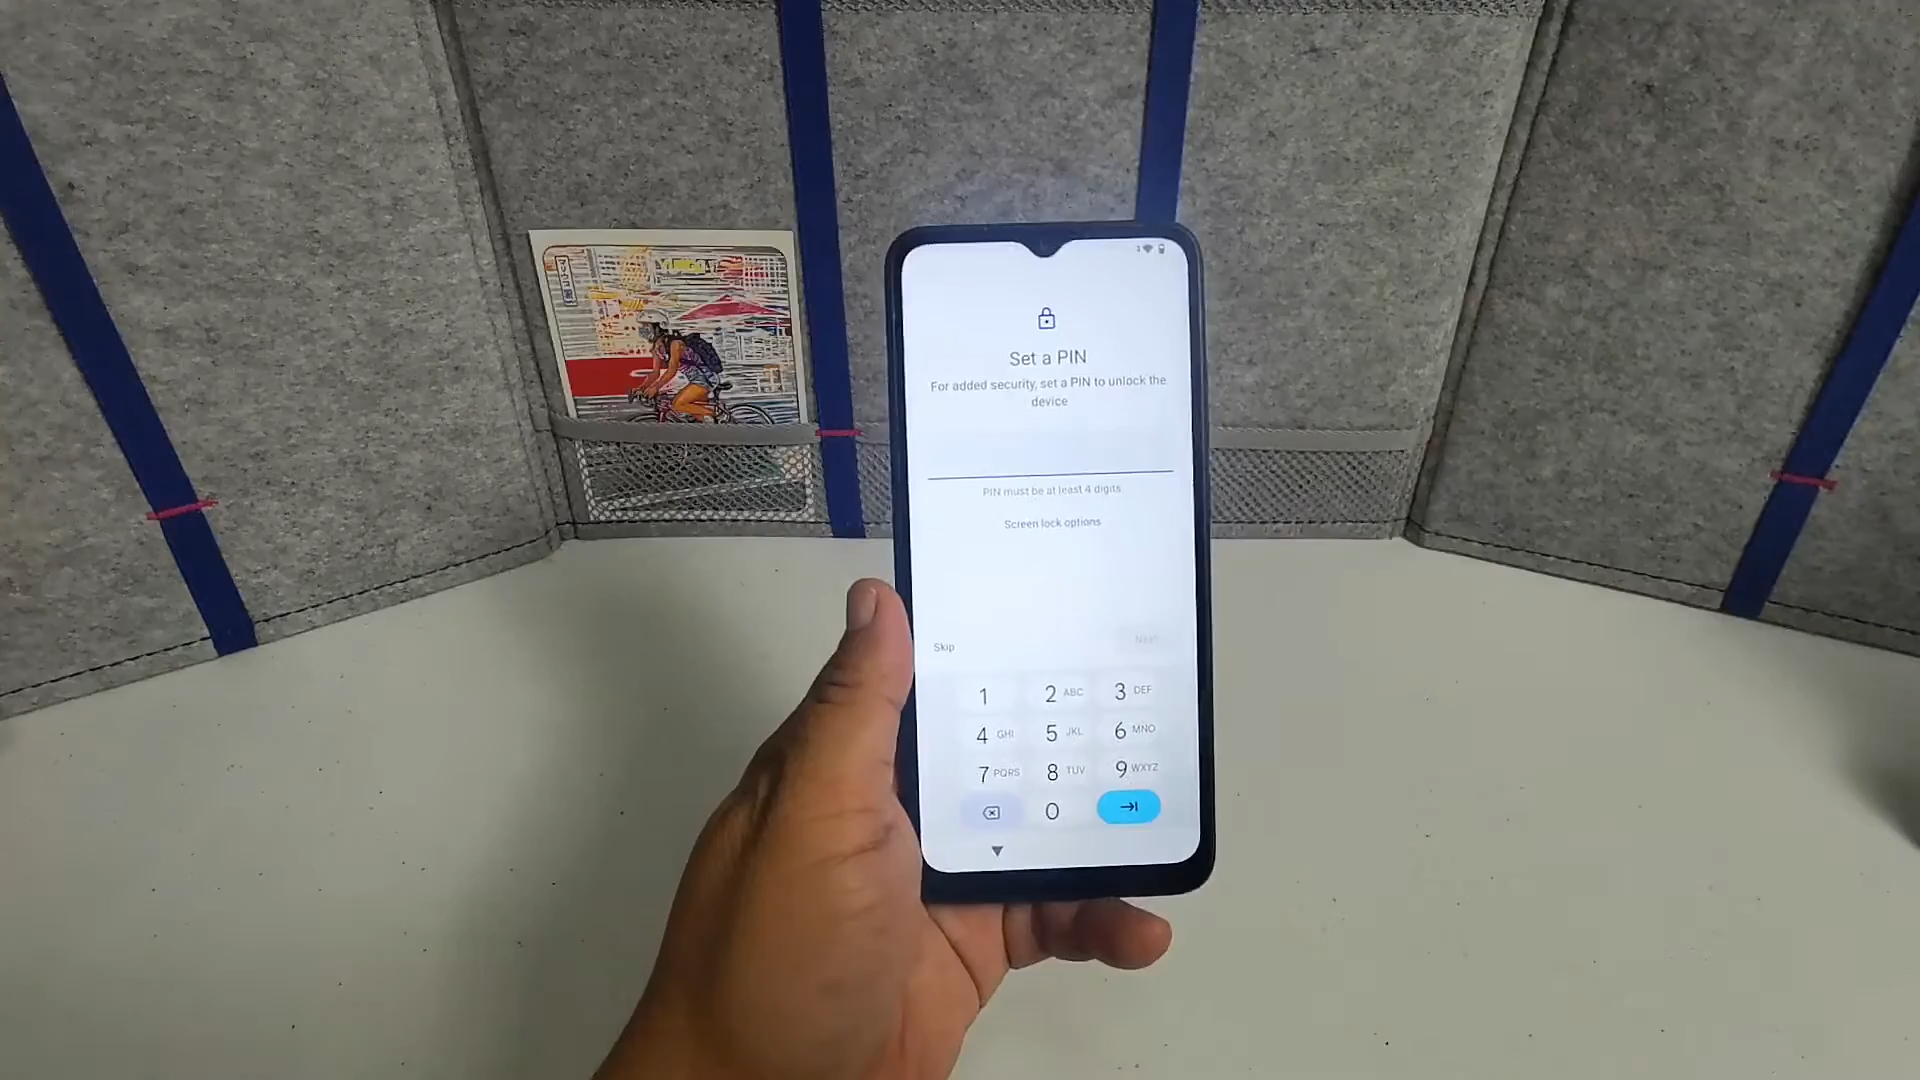 Set a PIN
For added security, set a PIN to unlock the
device
PIN must be at least 4 digits
Screen lock options
Skip
Next
1
2 ABC
3 DEF
4 GHI
5 JKL
6 MNO
7 PQRS
8 TUV
9 WXYZ
0